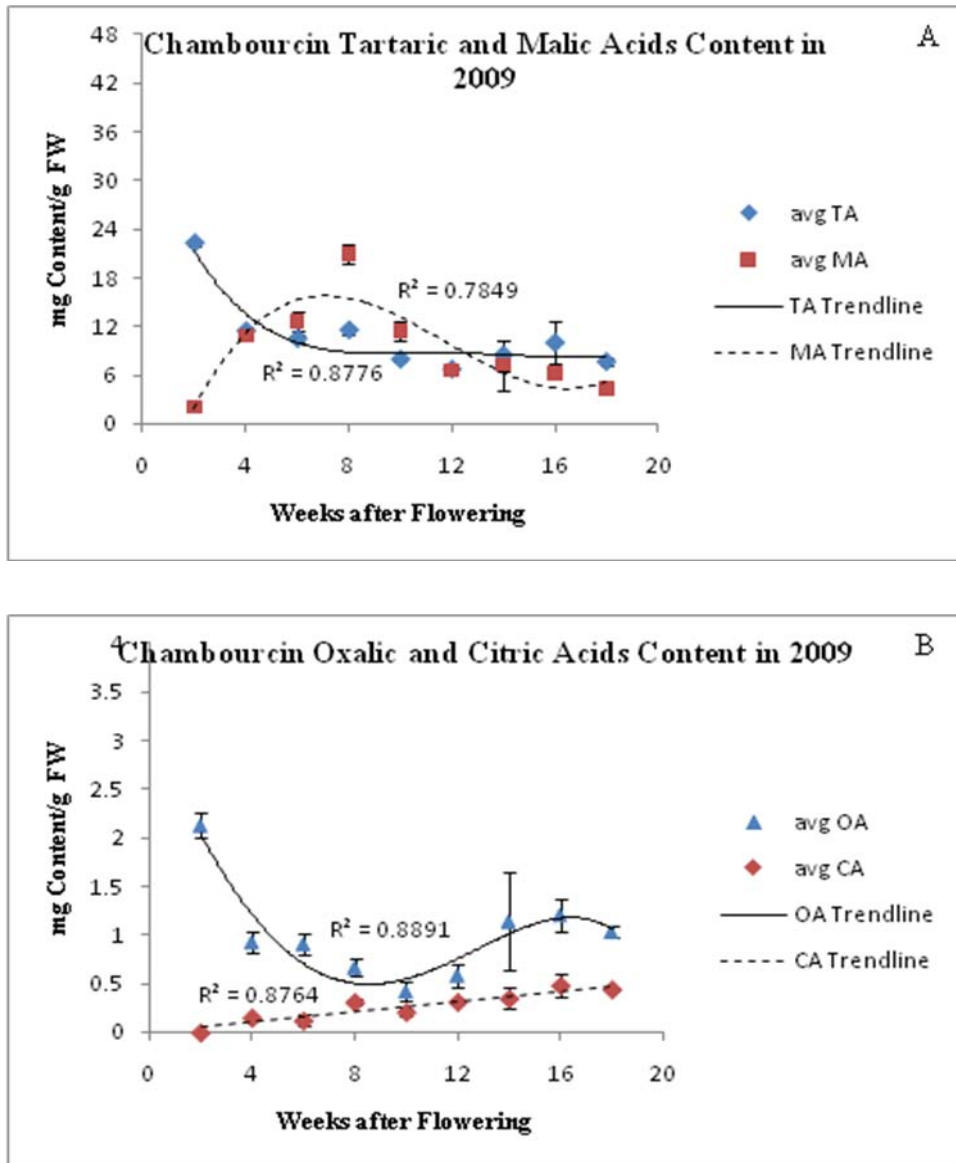 Chambourcin Tartaric and Malic Acids Content in
2009
A
48
42
36
30
24
18
12
6
0
mg Content/g FW
R² = 0.7849
R² = 0.8776
0 4 8 12 16 20
Weeks after Flowering
avg TA
avg MA
TA Trendline
MA Trendline
Chambourcin Oxalic and Citric Acids Content in 2009
B
4
3.5
3
2.5
2
1.5
1
0.5
0
mg Content/g FW
R² = 0.8891
R² = 0.8764
0 4 8 12 16 20
Weeks after Flowering
avg OA
avg CA
OA Trendline
CA Trendline